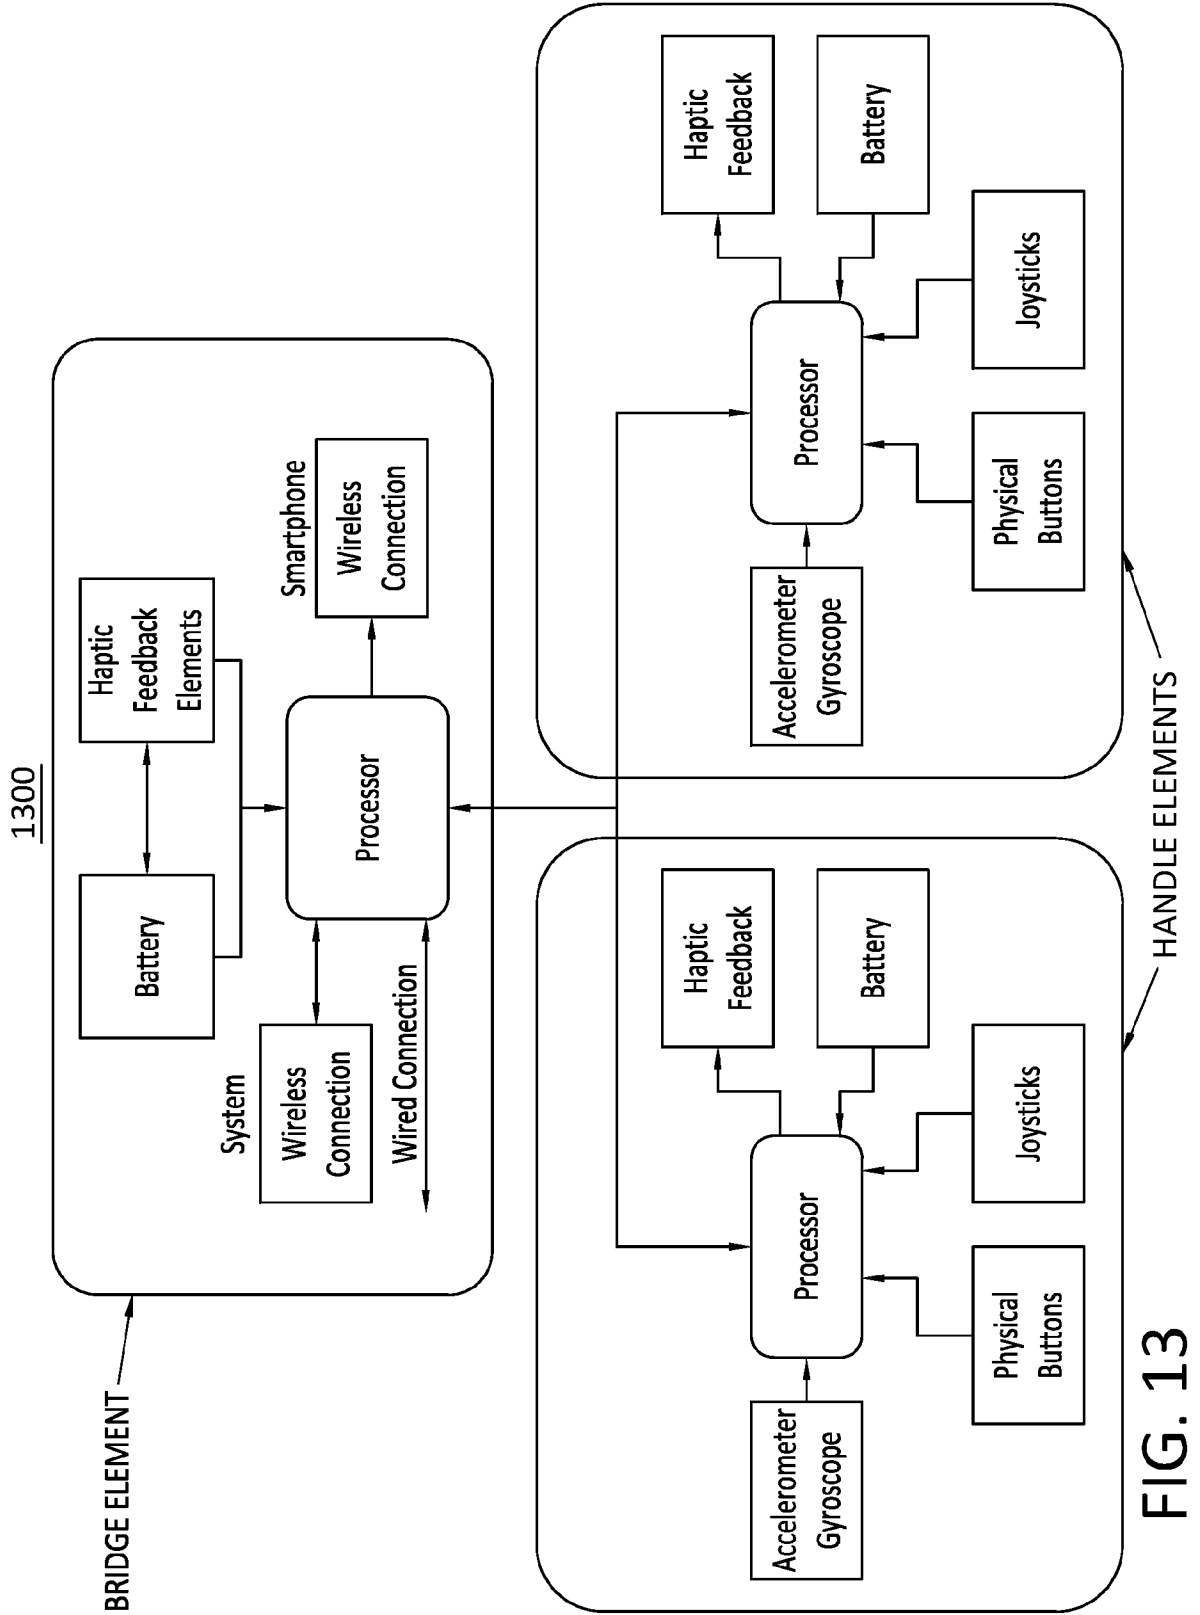 1300
BRIDGE ELEMENT
Battery
Haptic
Feedback
Elements
System
Wireless
Connection
Wired Connection
Processor
Smartphone
Wireless
Connection
Accelerometer
Gyroscope
Processor
Haptic
Feedback
Battery
Physical
Buttons
Joysticks
Accelerometer
Gyroscope
Processor
Haptic
Feedback
Battery
Physical
Buttons
Joysticks
HANDLE ELEMENTS
FIG. 13